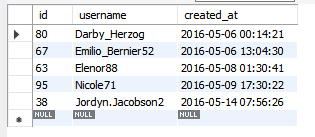 id username created_at
80 Darby_Herzog 2016-05-06 00:14:21
67 Emilio_Bernier52 2016-05-06 13:04:30
63 Elenor88 2016-05-08 01:30:41
95 Nicole71 2016-05-09 17:30:22
38 Jordyn.Jacobson2 2016-05-14 07:56:26
NULL NULL NULL